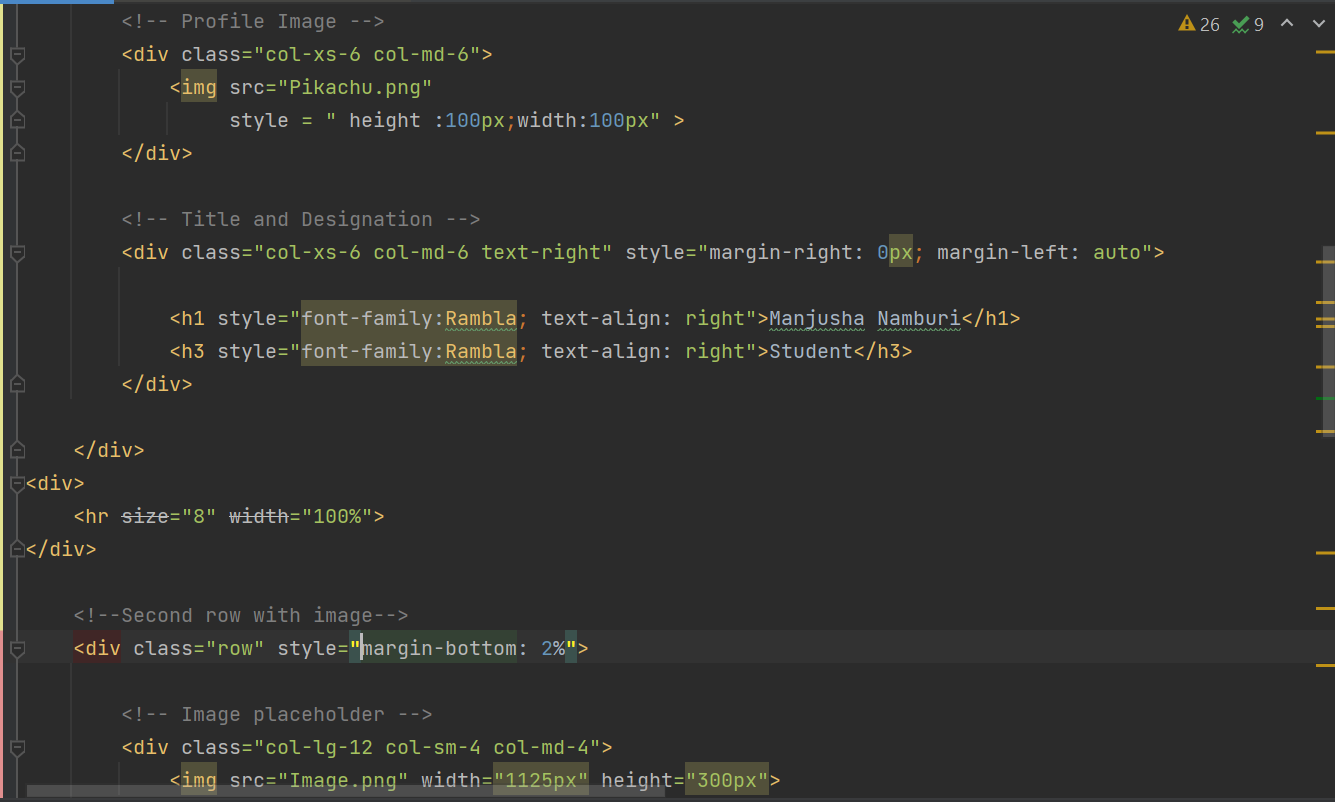 <!-- Profile Image -->
26 9
<div class="col-xs-6 col-md-6">
<img src="Pikachu.png"
style = " height :100px;width:100px" >
</div>
<!-- Title and Designation -->
<div class="col-xs-6 col-md-6 text-right" style="margin-right: 0px; margin-left: auto">
<h1 style="font-family:Rambla; text-align: right">Manjusha Namburi</h1>
<h3 style="font-family:Rambla; text-align: right">Student</h3>
</div>
</div>
<div>
<hr size="8" width="100%">
</div>
<!--Second row with image-->
<div class="row" style="margin-bottom: 2%">
<!-- Image placeholder -->
<div class="col-lg-12 col-sm-4 col-md-4">
<img src="Image.png" width="1125px" height="300px">